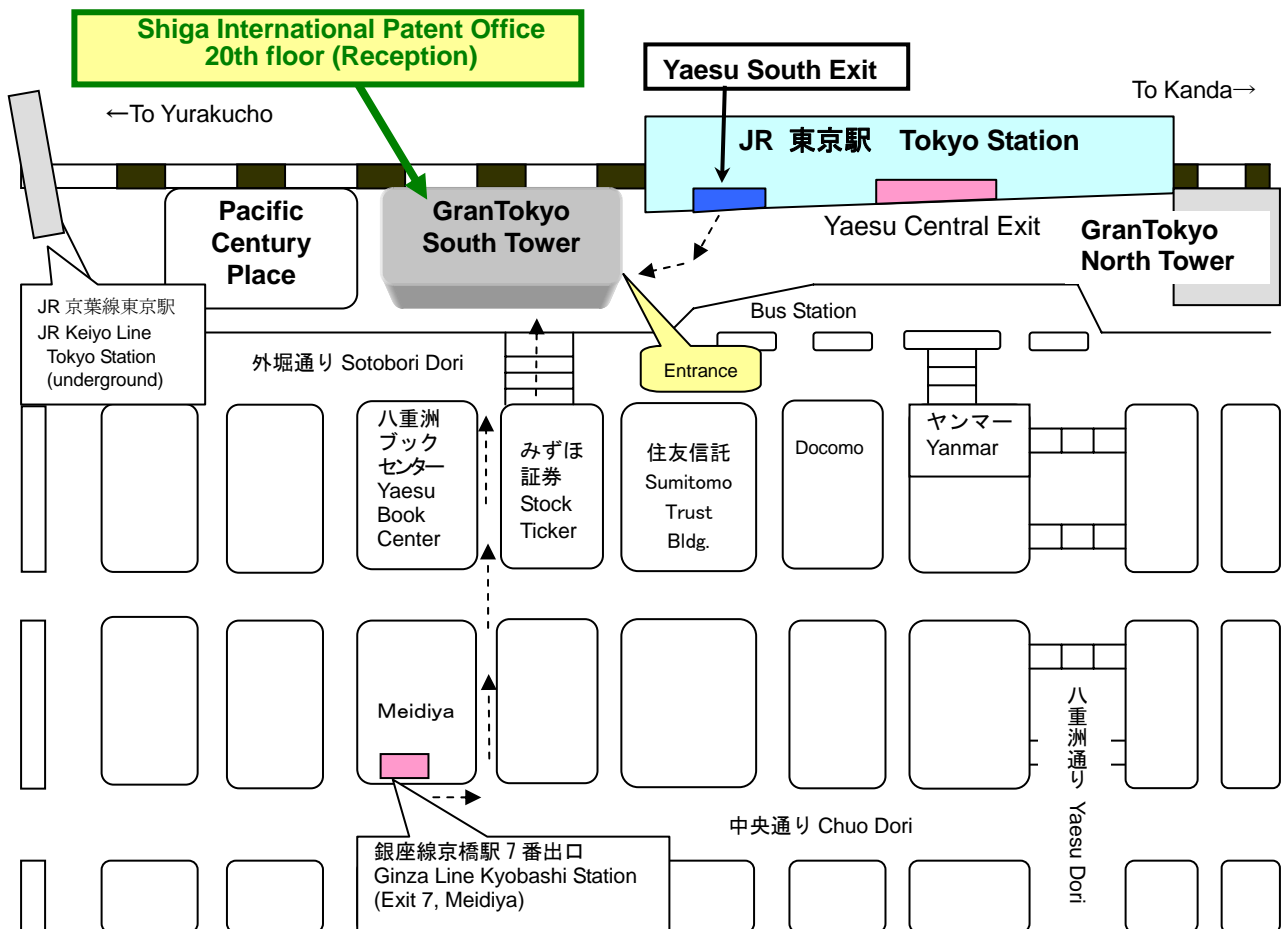 Shiga International Patent Office
20th floor (Reception)
Yaesu South Exit
←To Yurakucho
To Kanda→
JR 東京駅 Tokyo Station
Pacific
Century
Place
GranTokyo
South Tower
Yaesu Central Exit
GranTokyo
North Tower
JR 京葉線東京駅
JR Keiyo Line
Tokyo Station
(underground)
Bus Station
外堀通り Sotobori Dori
Entrance
八重洲
ブック
センター
Yaesu
Book
Center
みずほ
証券
Stock
Ticker
住友信託
Sumitomo
Trust
Bldg.
Docomo
ヤンマー
Yanmar
Meidiya
八重洲通り Yaesu Dori
中央通り Chuo Dori
銀座線京橋駅 7 番出口
Ginza Line Kyobashi Station
(Exit 7, Meidiya)